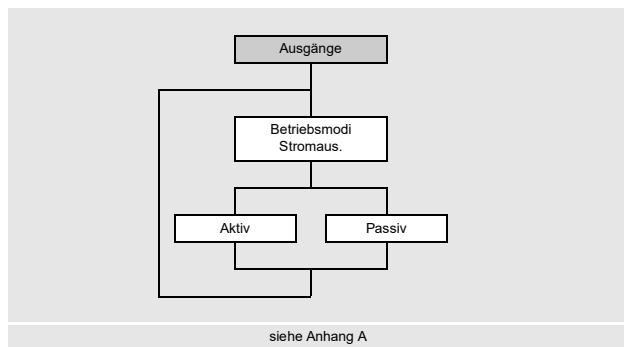 Ausgänge
Betriebsmodi
Stromaus.
Aktiv
Passiv
siehe Anhang A